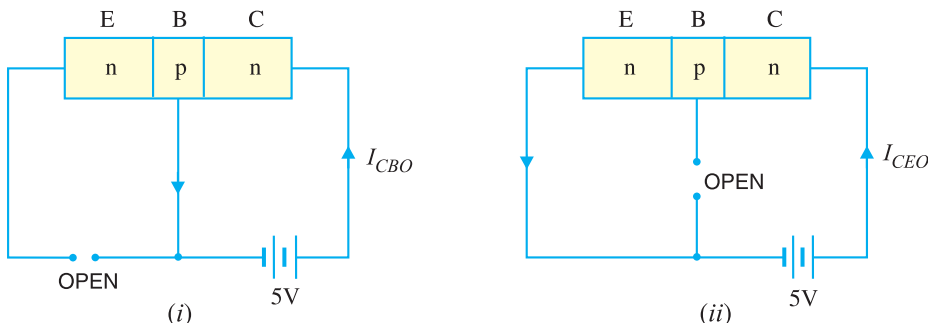 E B C
n p n
I_CBO
OPEN
5V
(i)
E B C
n p n
OPEN
I_CEO
5V
(ii)